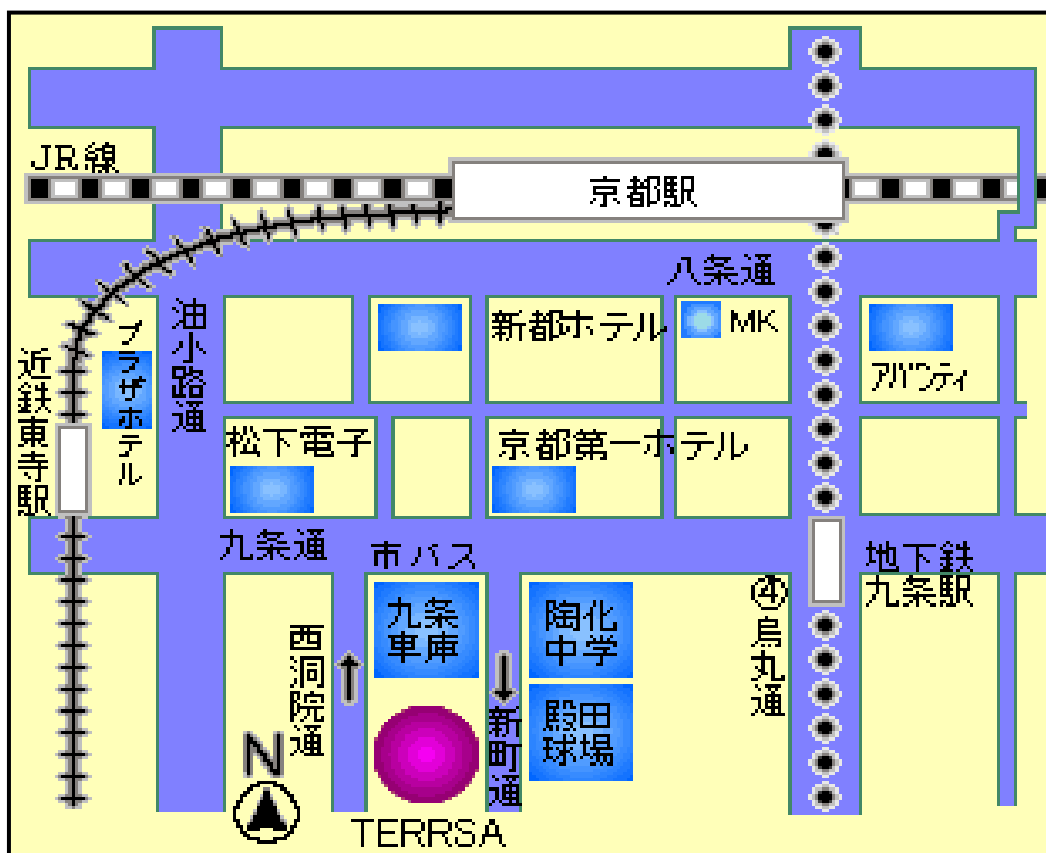 JR線
京都駅
八条通
油小路通
プラザホテル
近鉄東寺駅
新都ホテル
MK
アバンティ
松下電子
京都第一ホテル
九条通
市バス
九条
車庫
陶化
中学
地下鉄
九条駅
④烏丸通
西洞院通
新町通
殿田
球場
N
TERRSA